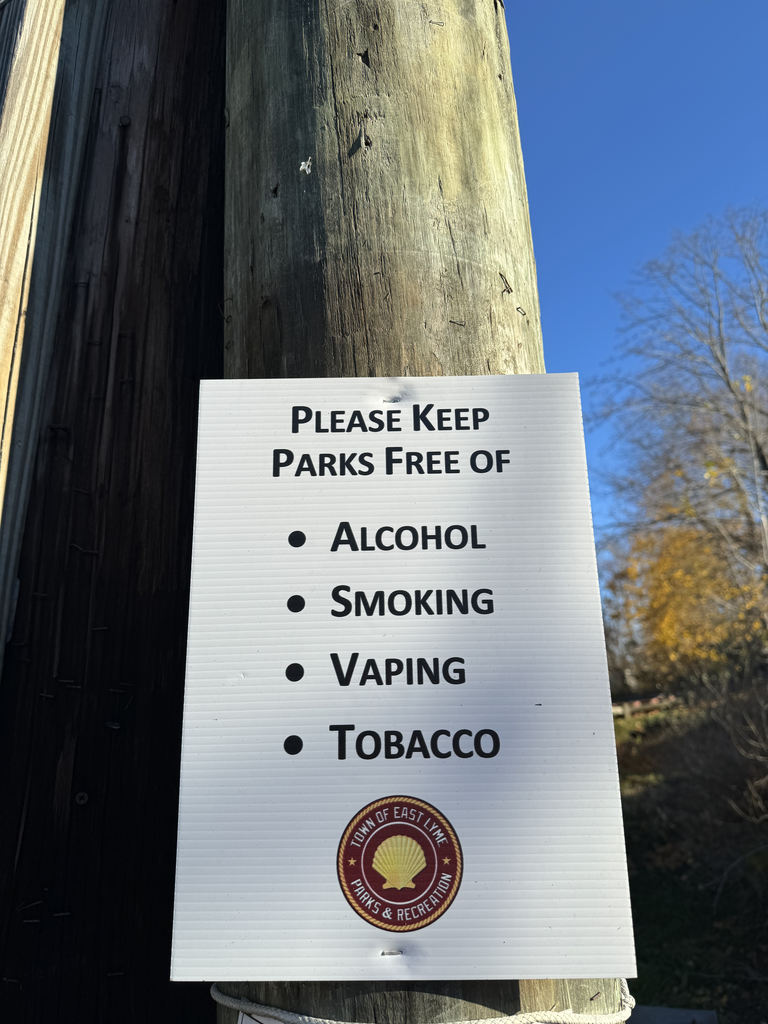 PLEASE KEEP
PARKS FREE OF
• ALCOHOL
• SMOKING
• VAPING
• TOBACCO
TOWN OF EAST LYME
PARKS & RECREATION